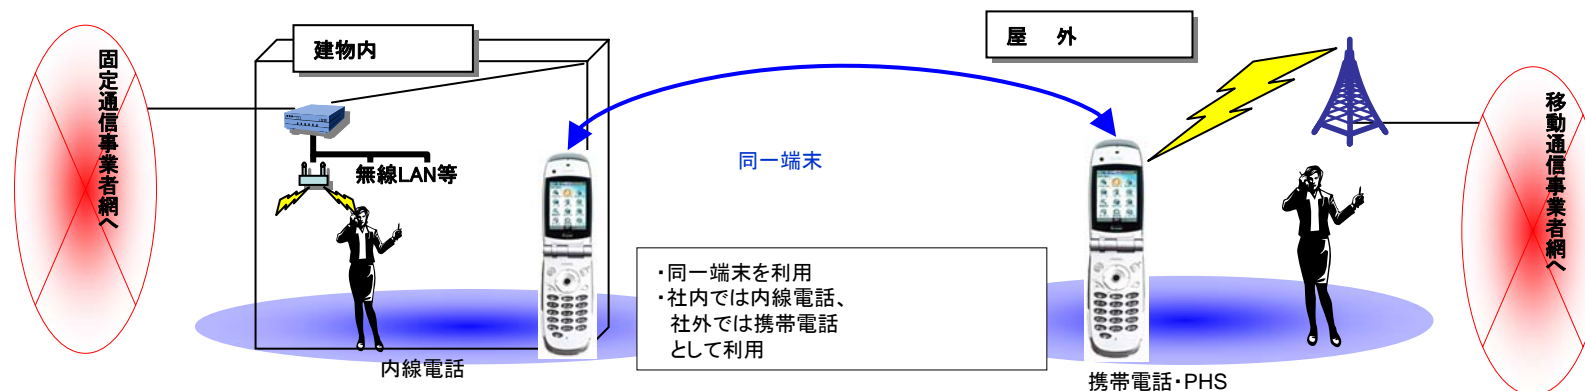 固定通信事業者網へ
建物内
無線LAN等
内線電話
同一端末
・同一端末を利用
・社内では内線電話、
社外では携帯電話
として利用
屋 外
携帯電話・PHS
移動通信事業者網へ